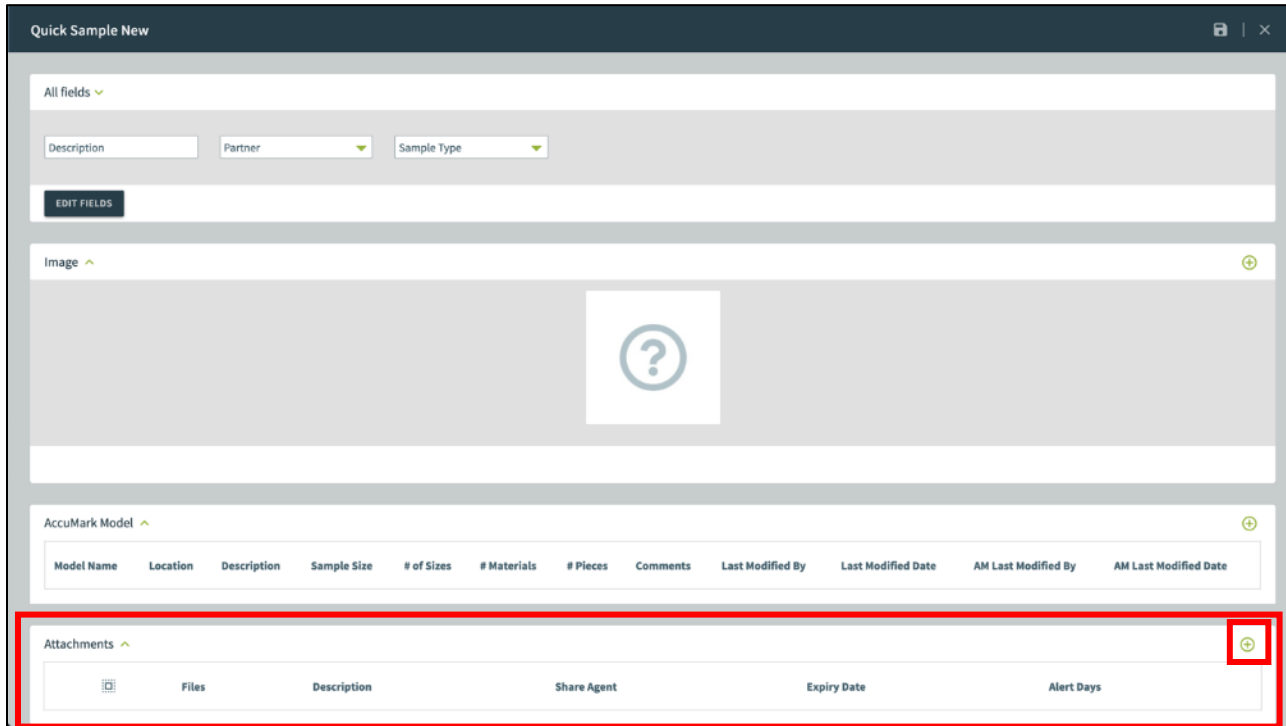 Quick Sample New
All fields
Description Partner Sample Type
EDIT FIELDS
Image
AccuMark Model
Model Name Location Description Sample Size # of Sizes # Materials # Pieces Comments Last Modified By Last Modified Date AM Last Modified By AM Last Modified Date
Attachments
Files Description Share Agent Expiry Date Alert Days